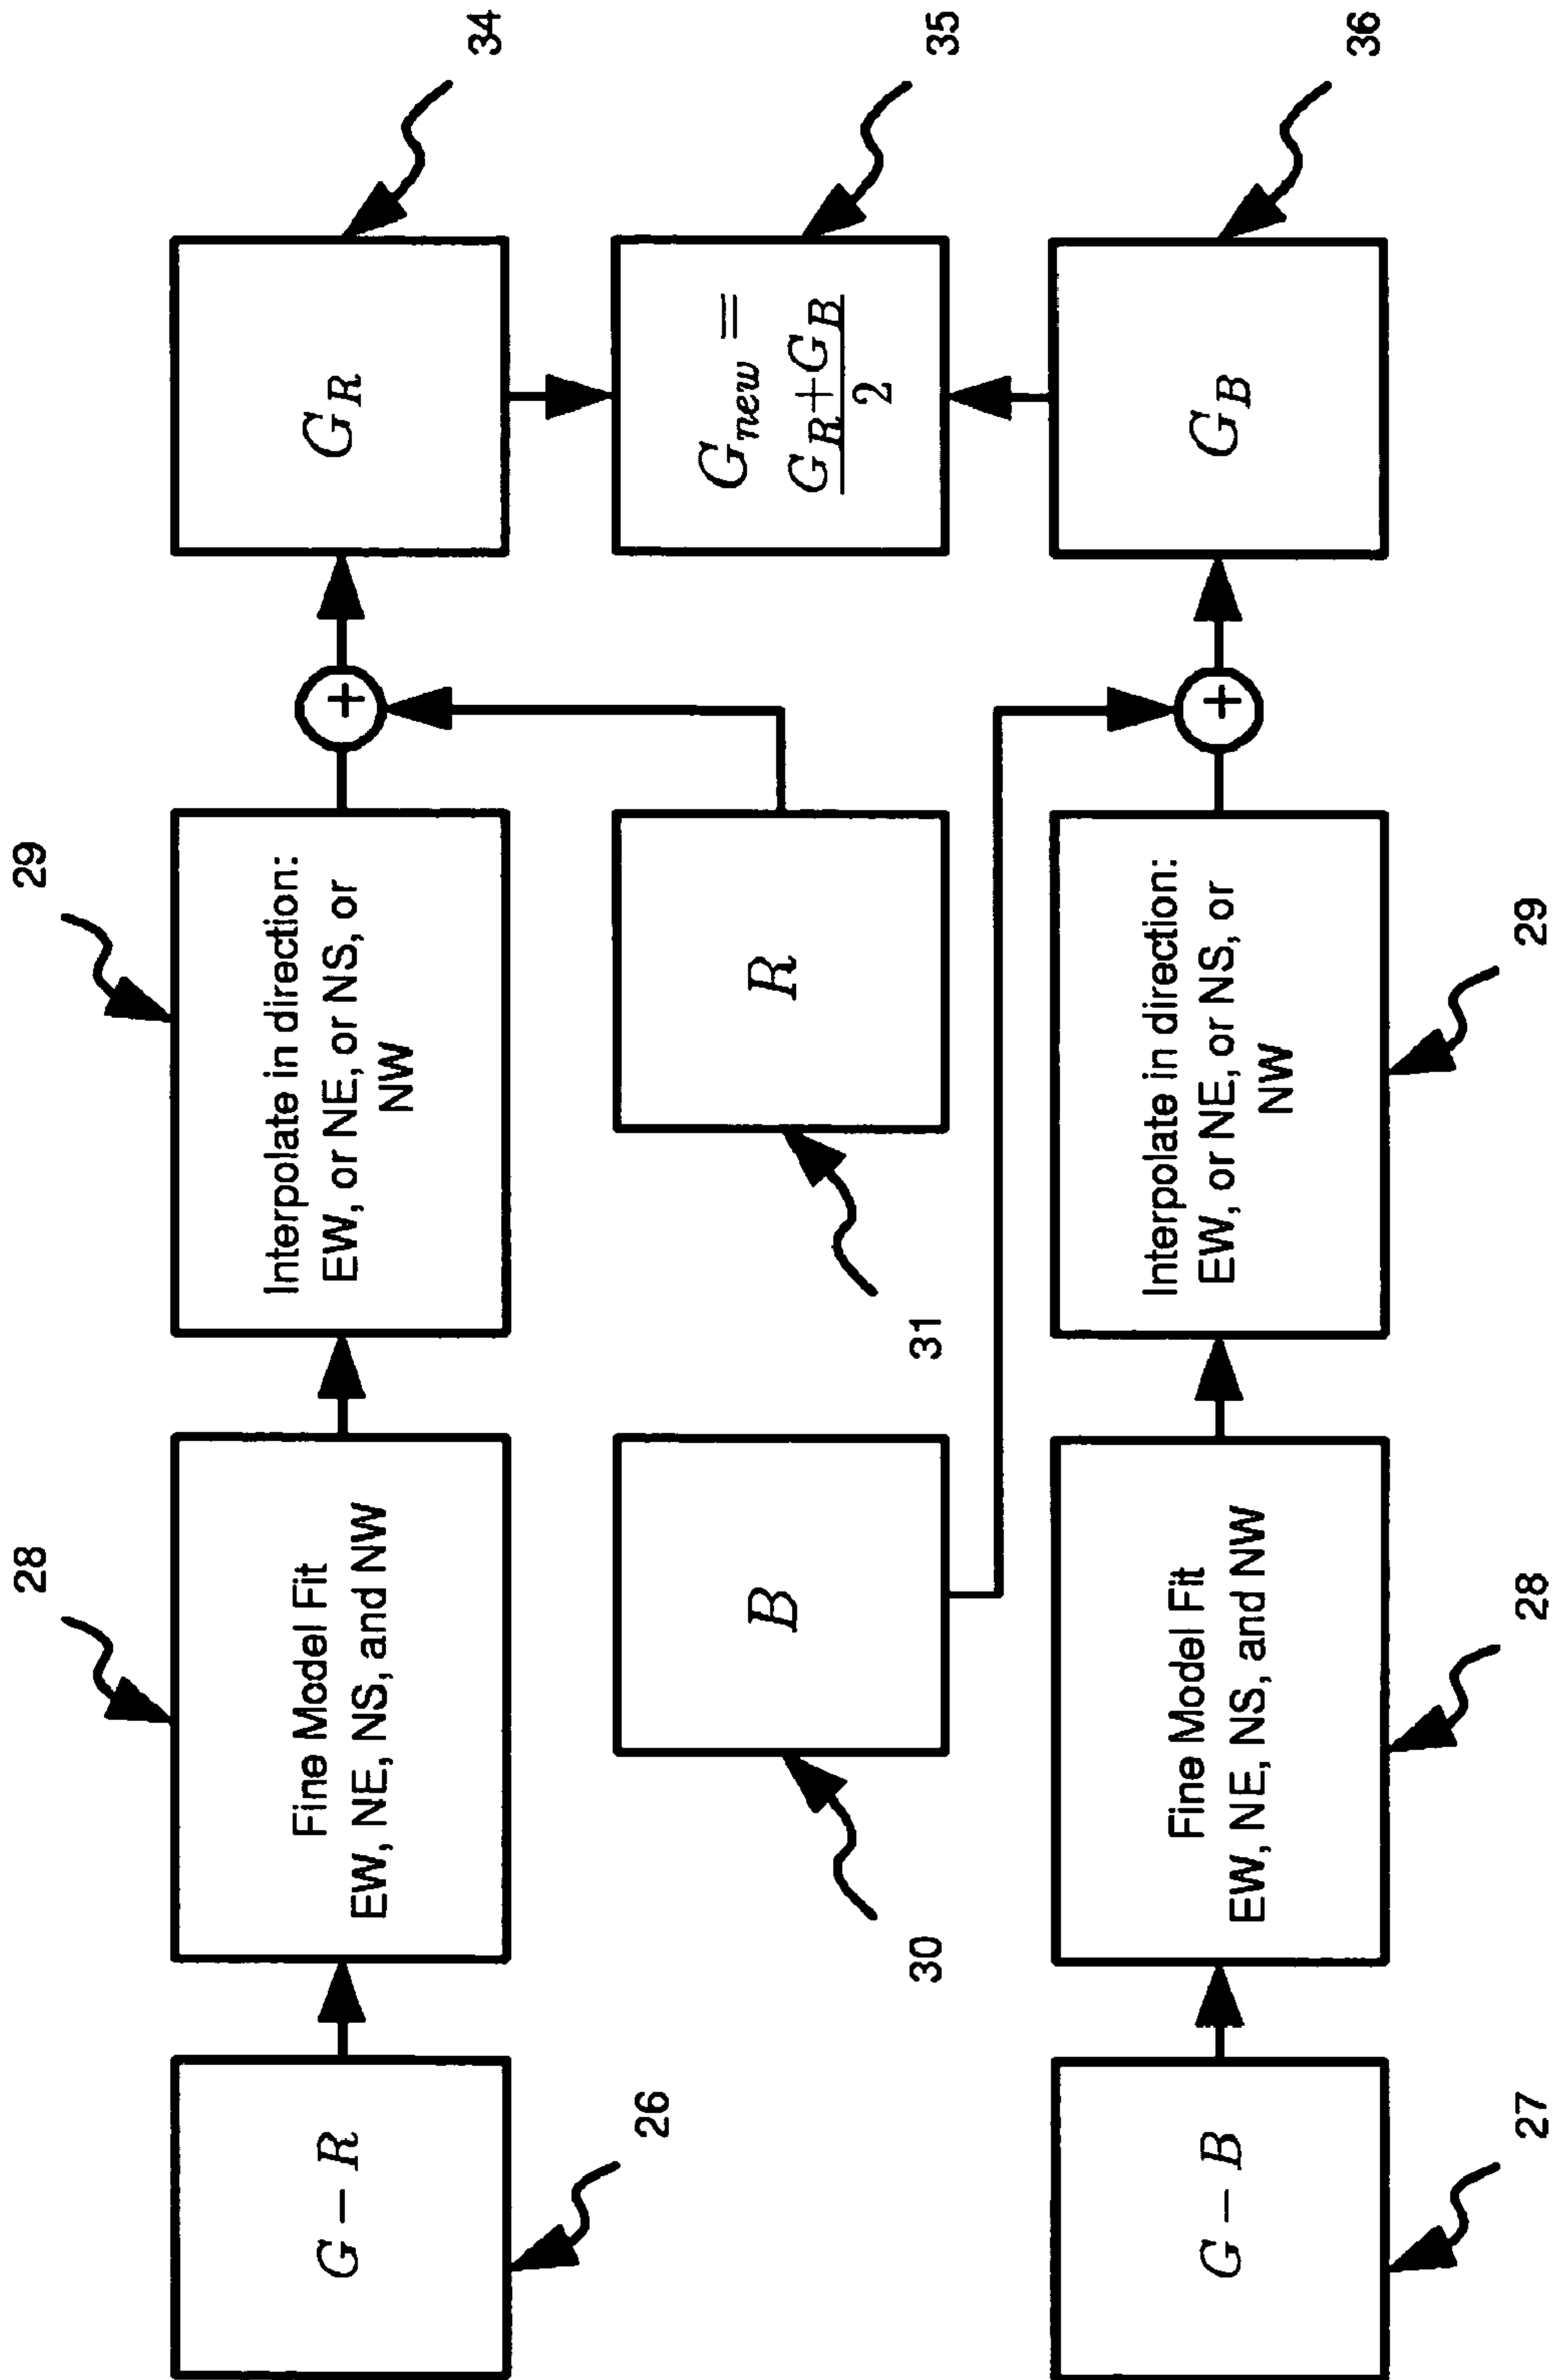 28
29
34
G – R
Fine Model Fit
EW, NE, NS, and NW
Interpolate in direction:
EW, or NE, or NS, or
NW
+
G_R
26
B
R
G_new =
G_R+G_B
2
30
31
35
G – B
Fine Model Fit
EW, NE, NS, and NW
Interpolate in direction:
EW, or NE, or NS, or
NW
+
G_B
27
28
29
36